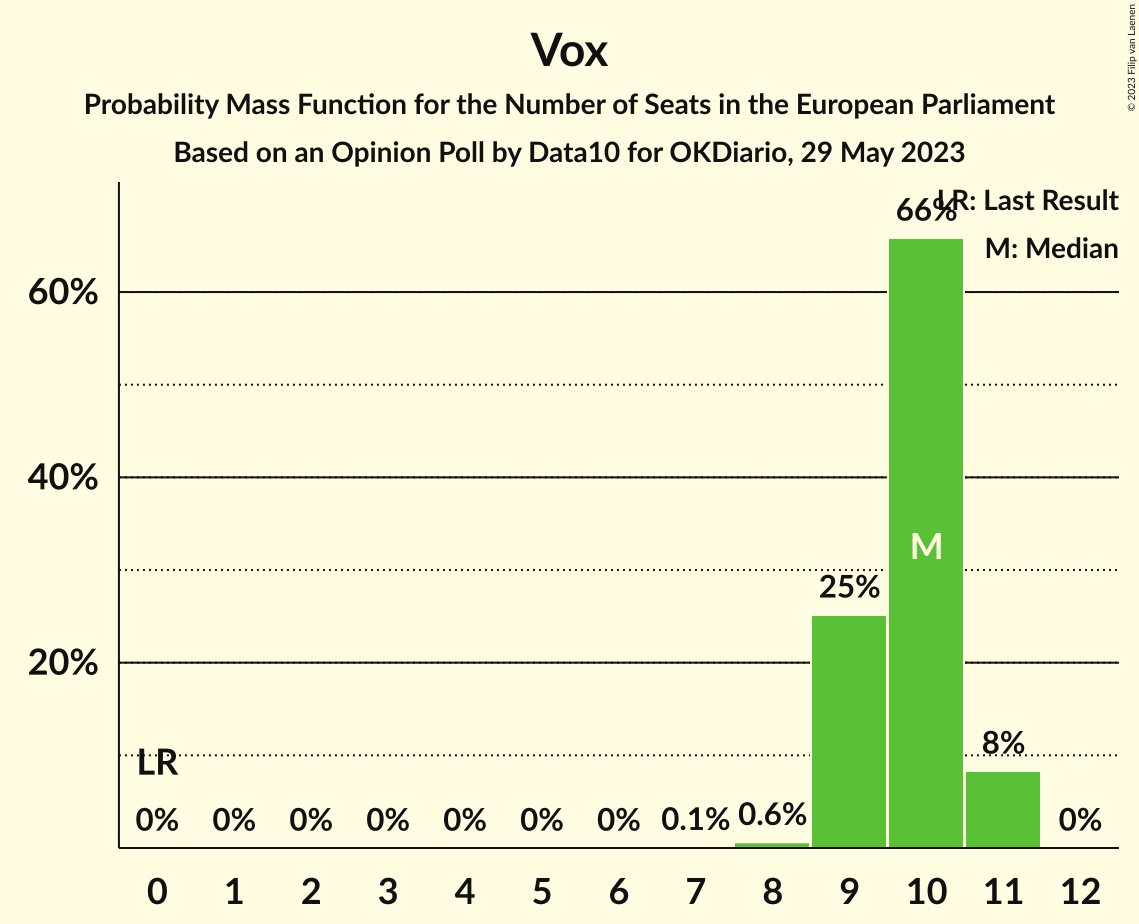 Vox
Probability Mass Function for the Number of Seats in the European Parliament
Based on an Opinion Poll by Data10 for OKDiario, 29 May 2023
© 2023 Filip van Laenen
LR: Last Result
M: Median
66%
60%
40%
M
25%
20%
8%
LR
0% 0% 0% 0% 0% 0% 0% 0.1% 0.6% 0%
0 1 2 3 4 5 6 7 8 9 10 11 12